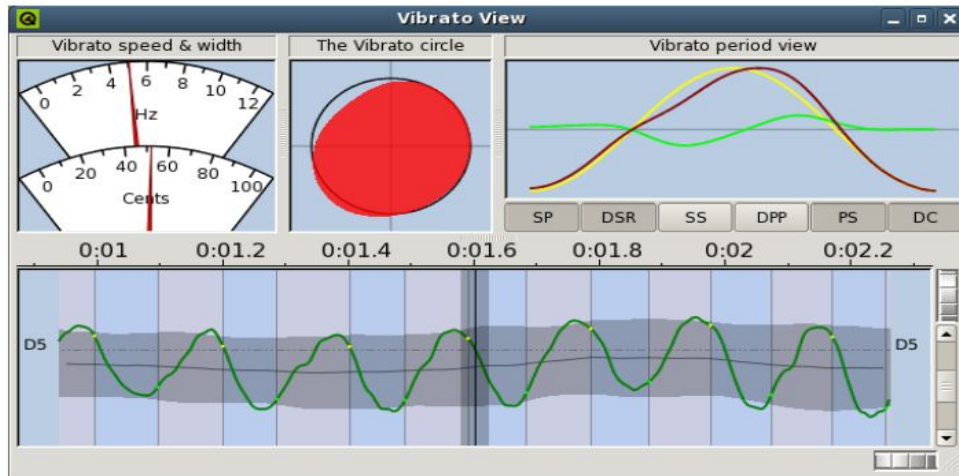 Vibrato View
Vibrato speed & width
The Vibrato circle
Vibrato period view
0 2 4 6 8 10 12
Hz
0 20 40 60 80 100
Cents
SP DSR SS DPP PS DC
0:01 0:01.2 0:01.4 0:01.6 0:01.8 0:02 0:02.2
D5 D5